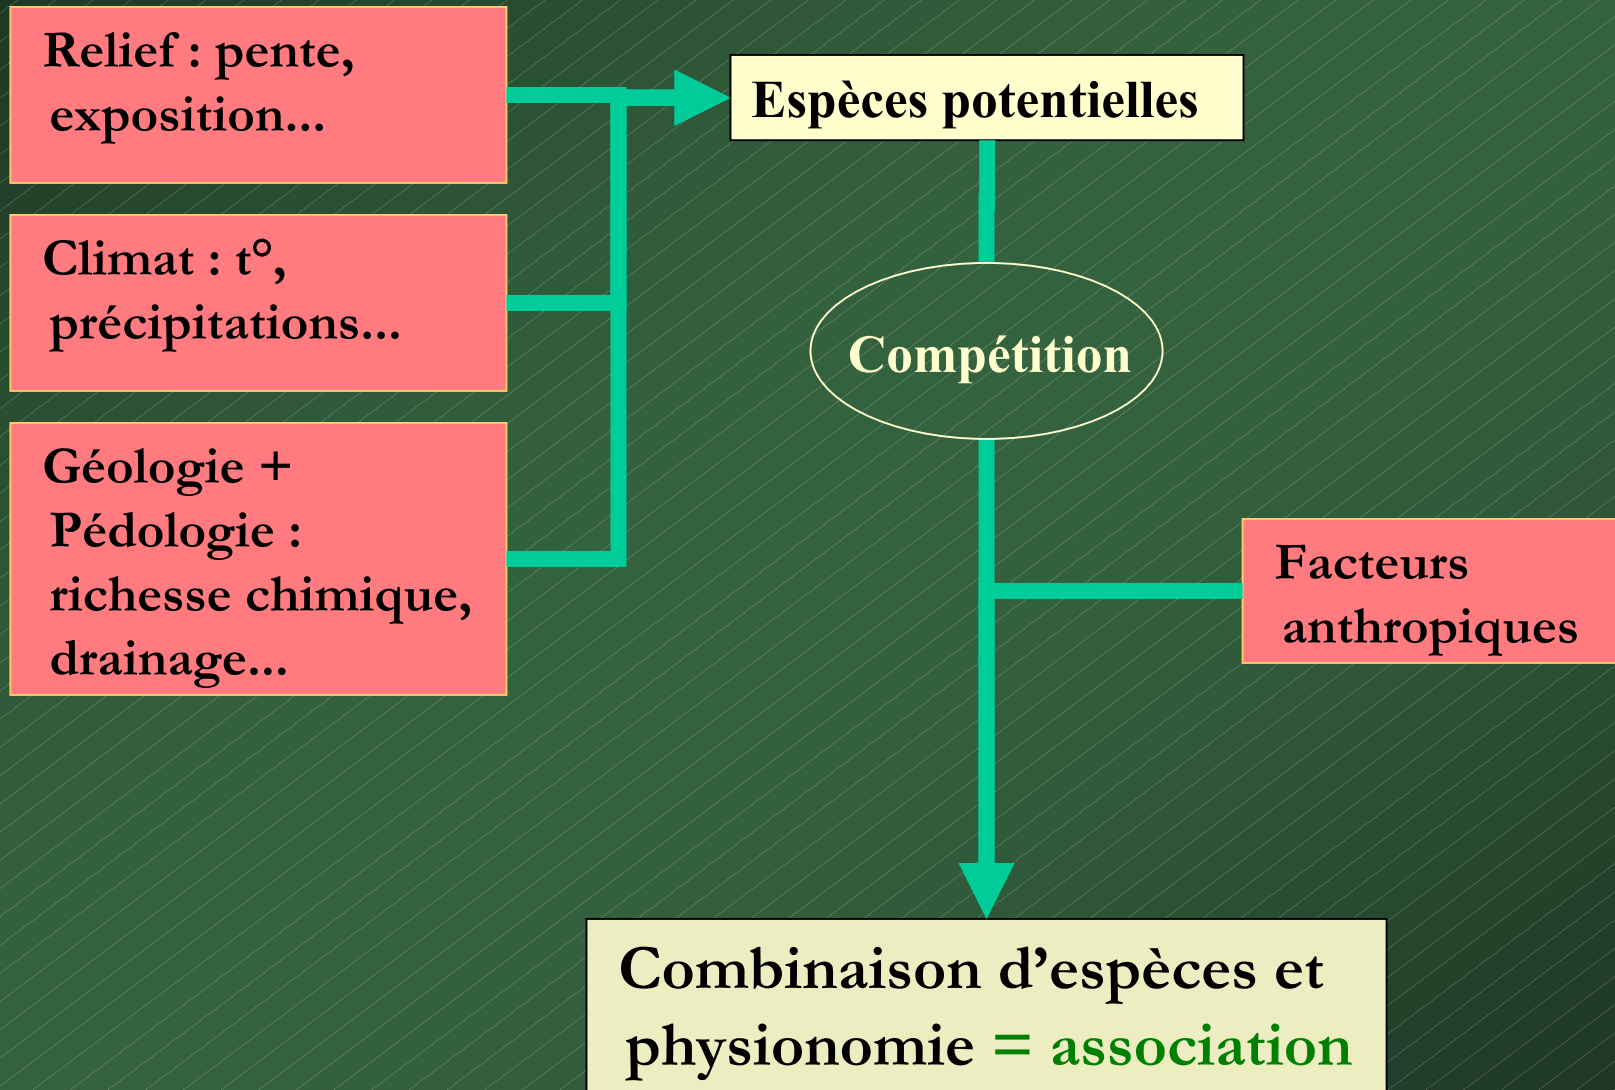 Relief : pente,
exposition...
Espèces potentielles
Climat : t°,
précipitations...
Compétition
Géologie +
Pédologie :
richesse chimique,
drainage...
Facteurs
anthropiques
Combinaison d’espèces et
physionomie = association